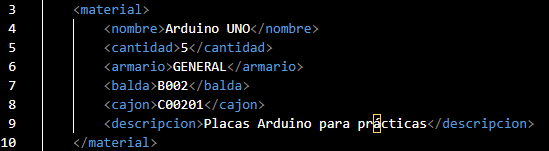 3 <material>
4 <nombre>Arduino UNO</nombre>
5 <cantidad>5</cantidad>
6 <armario>GENERAL</armario>
7 <balda>B002</balda>
8 <cajon>C00201</cajon>
9 <descripcion>Placas Arduino para prácticas</descripcion>
10 </material>